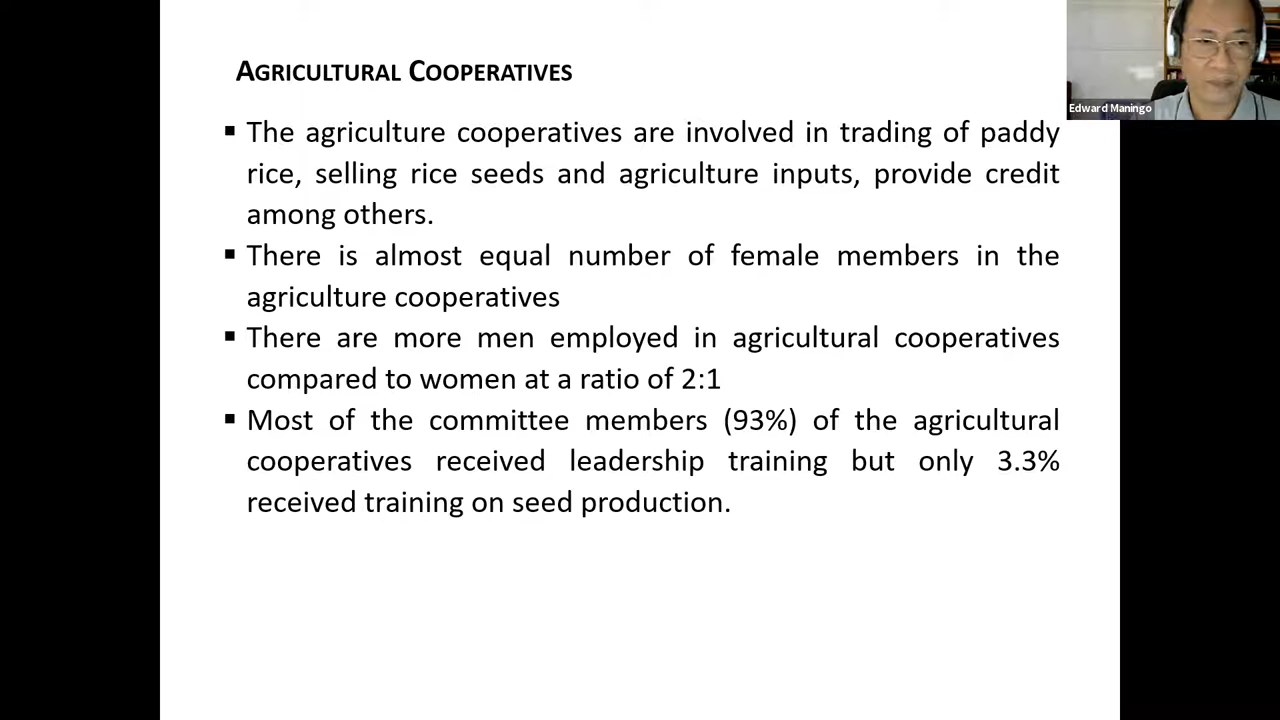 AGRICULTURAL COOPERATIVES
Edward Maningo
▪ The agriculture cooperatives are involved in trading of paddy
rice, selling rice seeds and agriculture inputs, provide credit
among others.
▪ There is almost equal number of female members in the
agriculture cooperatives
▪ There are more men employed in agricultural cooperatives
compared to women at a ratio of 2:1
▪ Most of the committee members (93%) of the agricultural
cooperatives received leadership training but only 3.3%
received training on seed production.